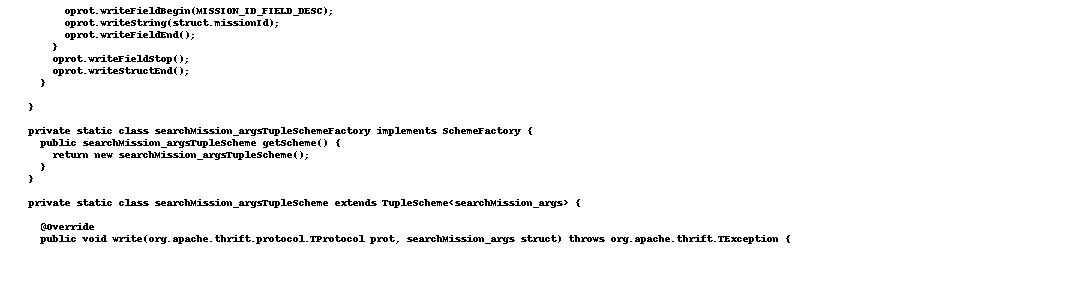 oprot.writeFieldBegin(MISSION_ID_FIELD_DESC);
oprot.writeString(struct.missionId);
oprot.writeFieldEnd();
}
oprot.writeFieldStop();
oprot.writeStructEnd();
}
}
private static class searchMission_argsTupleSchemeFactory implements SchemeFactory {
public searchMission_argsTupleScheme getScheme() {
return new searchMission_argsTupleScheme();
}
}
private static class searchMission_argsTupleScheme extends TupleScheme<searchMission_args> {
@Override
public void write(org.apache.thrift.protocol.TProtocol prot, searchMission_args struct) throws org.apache.thrift.TException {